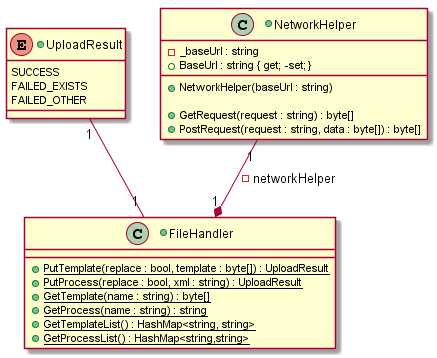 E UploadResult
SUCCESS
FAILED_EXISTS
FAILED_OTHER
C NetworkHelper
_baseUrl : string
BaseUrl : string { get; -set; }
NetworkHelper(baseUrl : string)
GetRequest(request : string) : byte[]
PostRequest(request : string, data : byte[]) : byte[]
1
1
networkHelper
1
1
C FileHandler
PutTemplate(replace : bool, template : byte[]) : UploadResult
PutProcess(replace : bool, xml : string) : UploadResult
GetTemplate(name : string) : byte[]
GetProcess(name : string) : string
GetTemplateList() : HashMap<string, string>
GetProcessList() : HashMap<string,string>